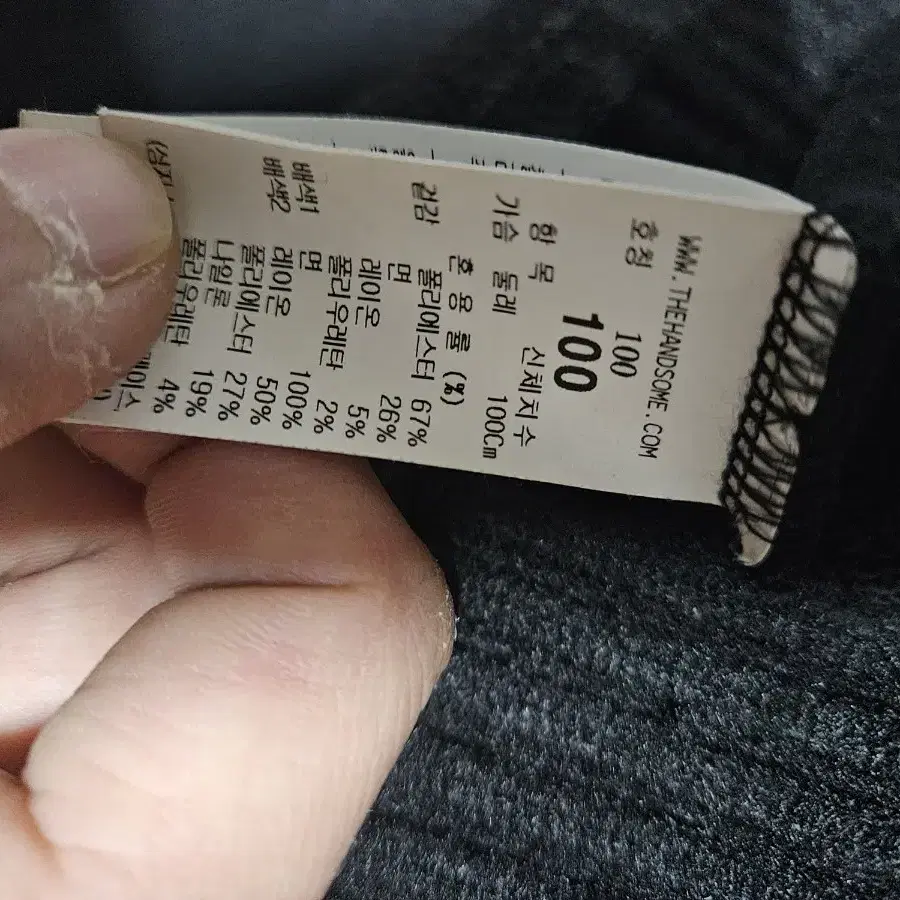 WWW.THEHANDSOME.COM
호칭 100
100
항 목 신체치수
가슴 둘레 100Cm
혼 용 률 (%)
겉감 폴리에스터 67%
면 26%
레이온 5%
폴리우레탄 2%
배색1 면 100%
배색2 레이온 50%
폴리에스터 27%
나일론 19%
폴리우레탄 4%